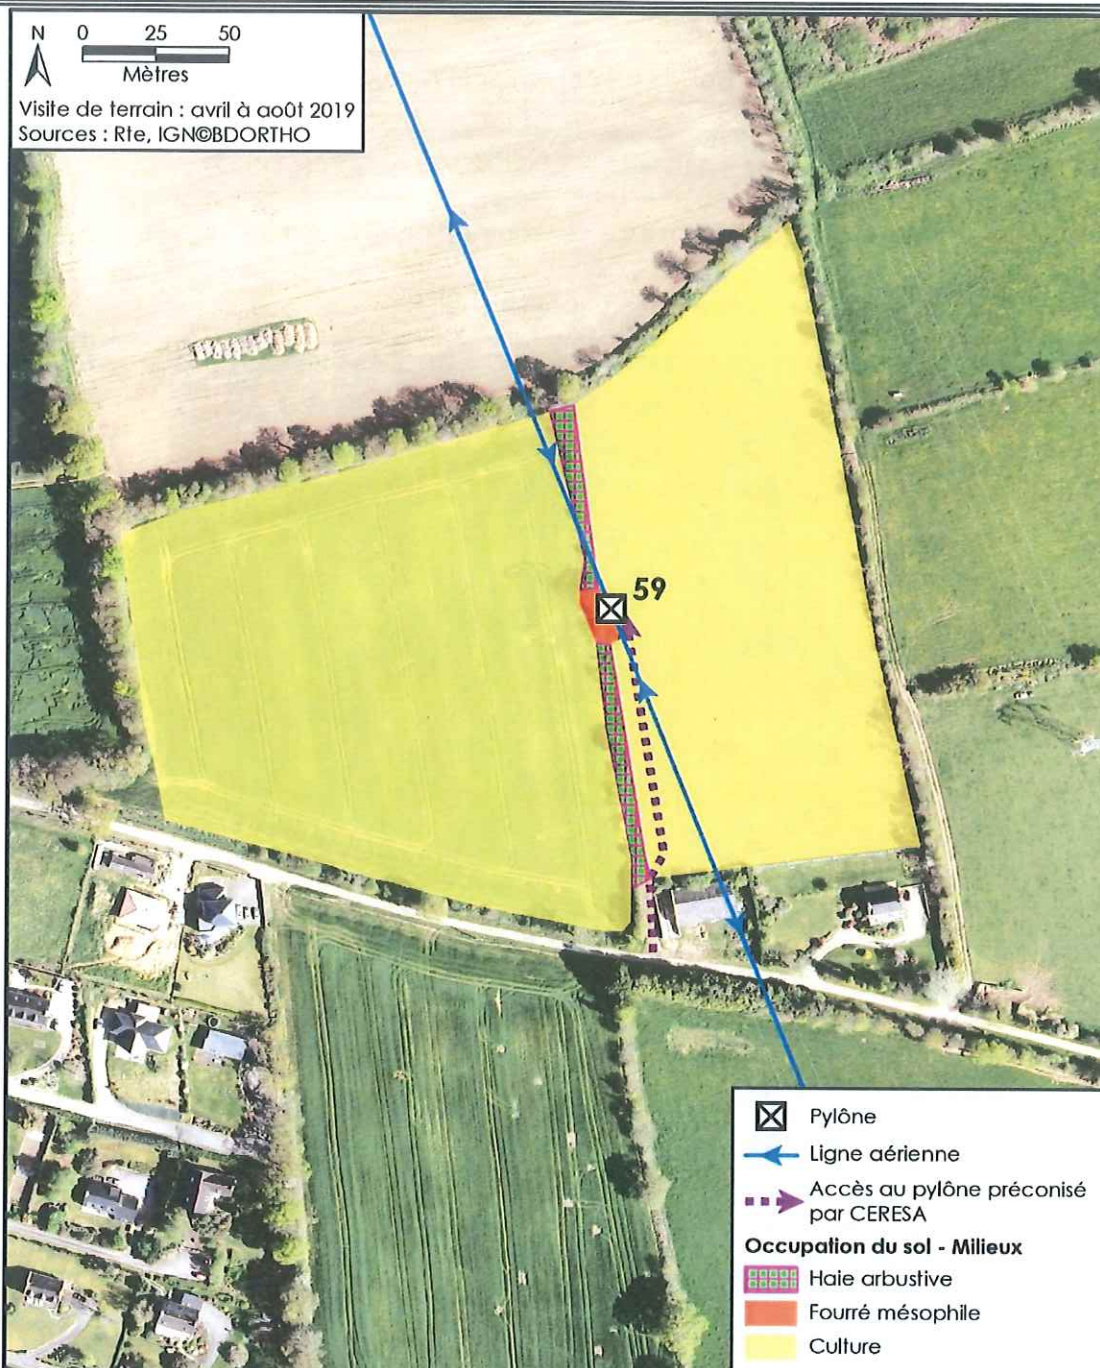 N
0 25 50
Mètres
Visite de terrain : avril à août 2019
Sources : Rte, IGN©BDORTHO
59
Pylône
Ligne aérienne
Accès au pylône préconisé
par CERESA
Occupation du sol - Milieux
Haie arbustive
Fourré mésophile
Culture